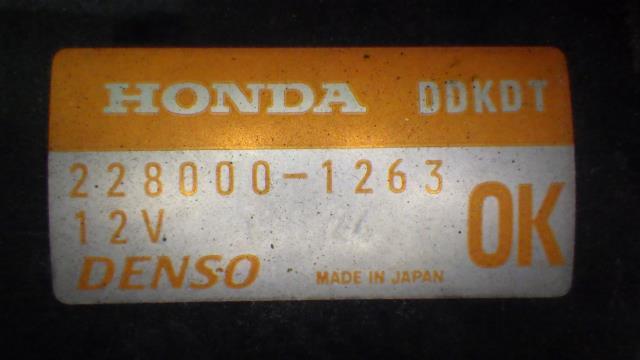 HONDA DDKDT
228000-1263
12V
OK
DENSO MADE IN JAPAN